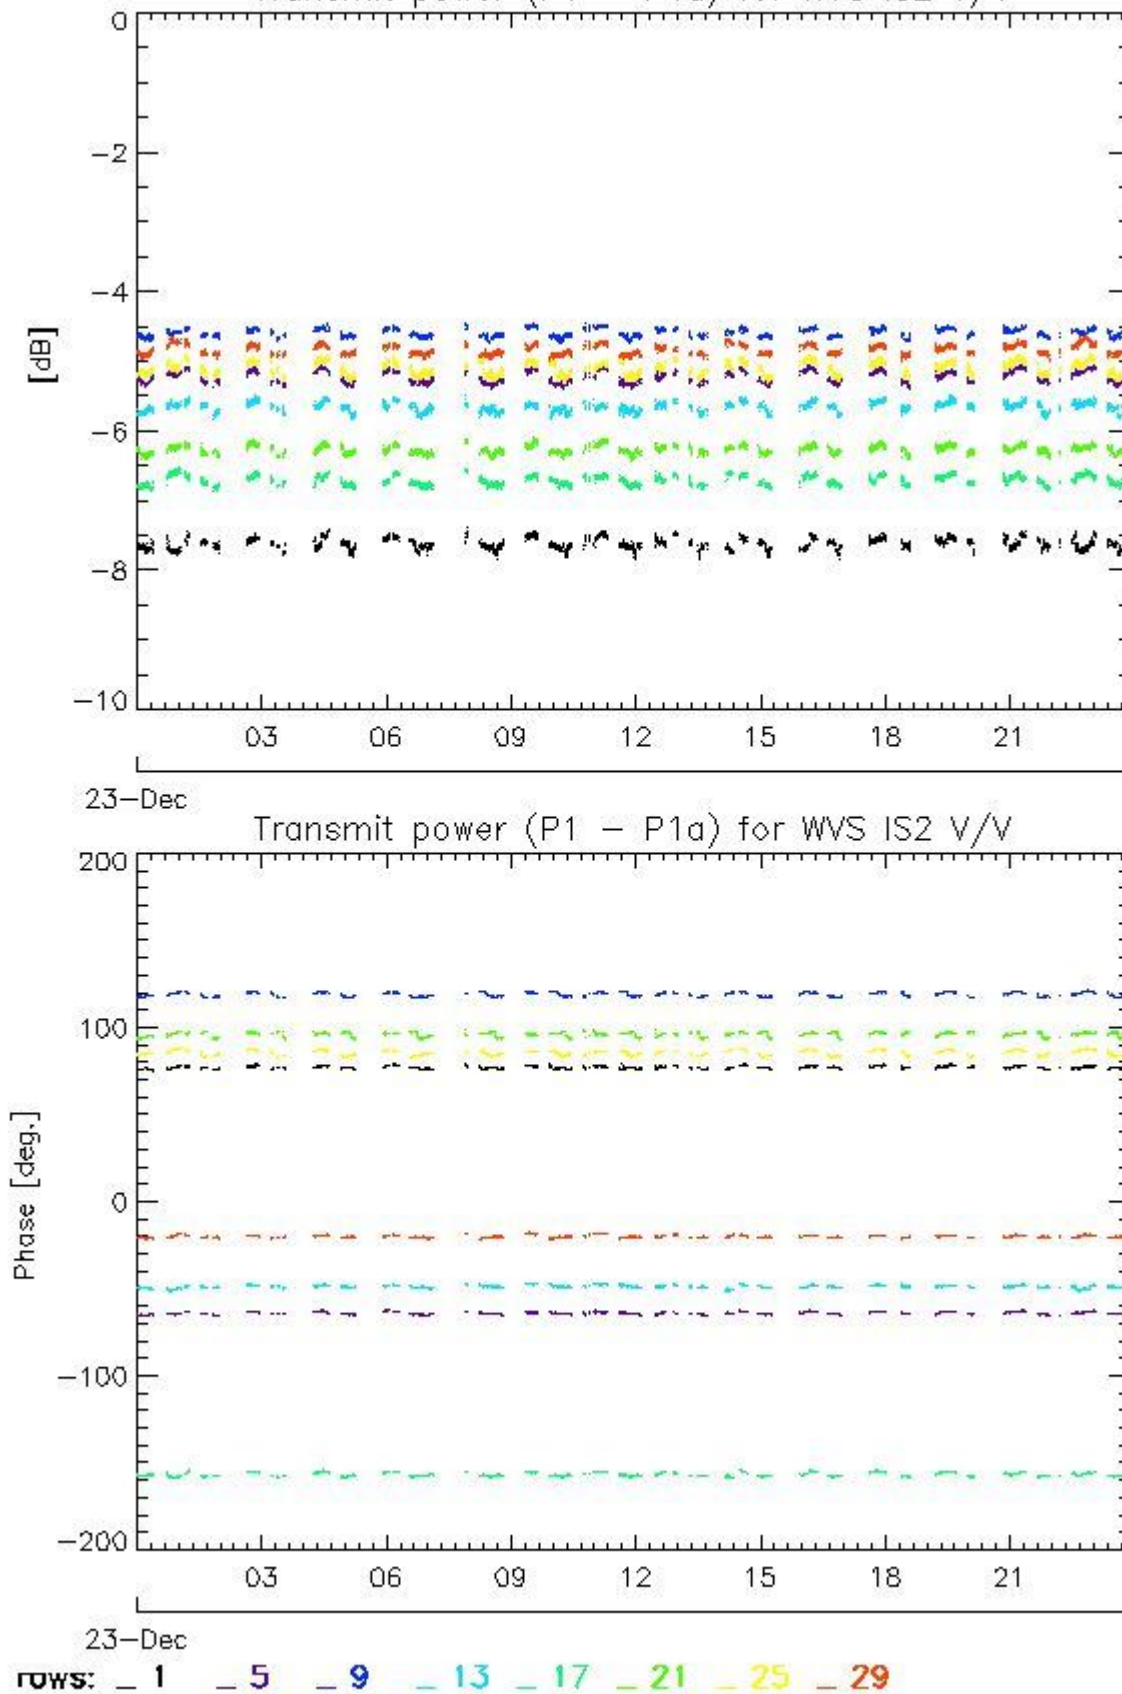 0
−2
−4
[dB]
−6
−8
−10
03 06 09 12 15 18 21
23−Dec
Transmit power (P1 − P1a) for WVS IS2 V/V
200
100
Phase [deg.]
0
−100
−200
03 06 09 12 15 18 21
23−Dec
rows: _ 1 _ 5 _ 9 _ 13 _ 17 _ 21 _ 25 _ 29